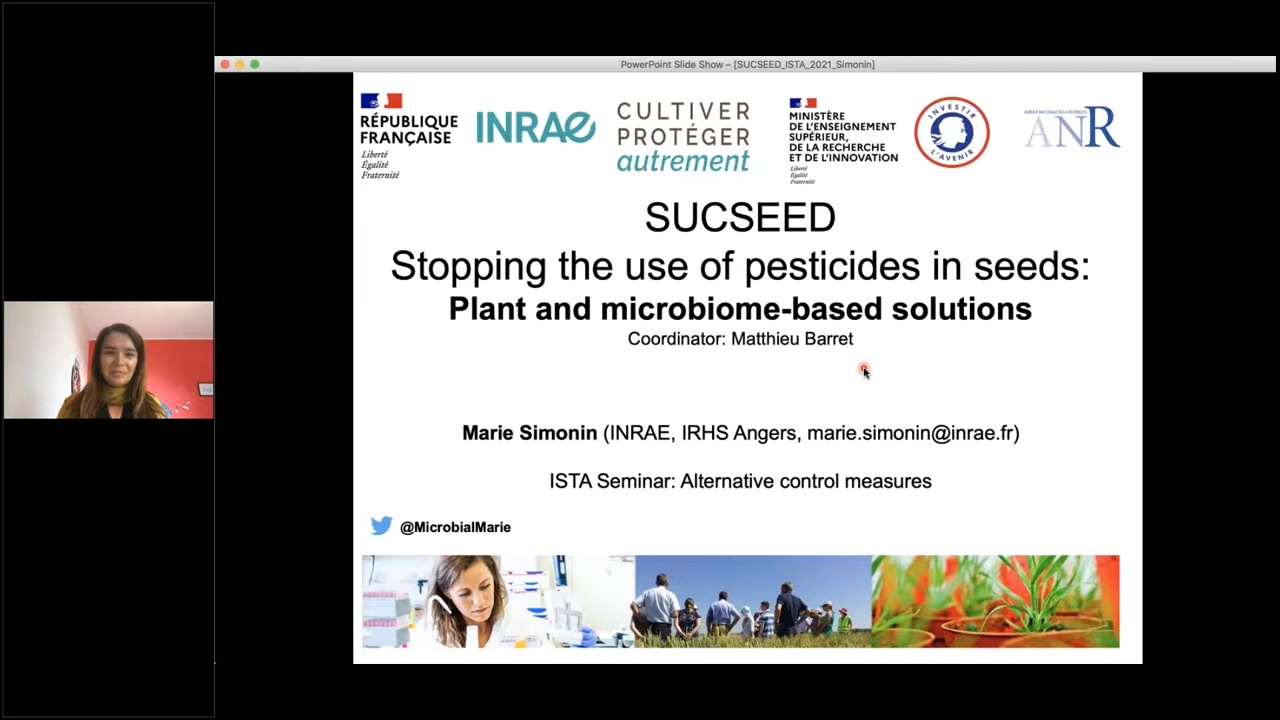 PowerPoint Slide Show – [SUCSEED_ISTA_2021_Simonin]
RÉPUBLIQUE
FRANÇAISE
Liberté
Égalité
Fraternité
INRAE
CULTIVER
PROTÉGER
autrement
MINISTÈRE
DE L'ENSEIGNEMENT
SUPÉRIEUR,
DE LA RECHERCHE
ET DE L'INNOVATION
Liberté
Égalité
Fraternité
INVESTIR
L'AVENIR
ANR
SUCSEED
Stopping the use of pesticides in seeds:
Plant and microbiome-based solutions
Coordinator: Matthieu Barret
Marie Simonin (INRAE, IRHS Angers, marie.simonin@inrae.fr)
ISTA Seminar: Alternative control measures
@MicrobialMarie